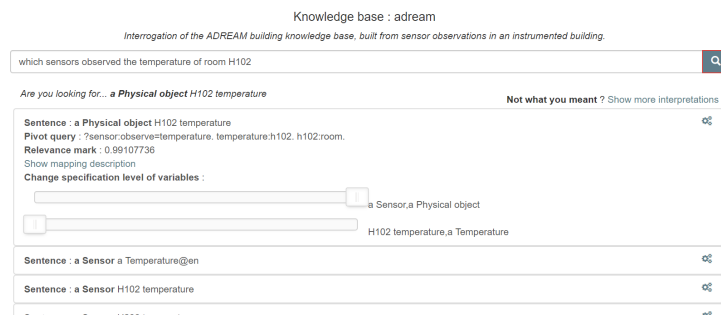 Knowledge base : adream
Interrogation of the ADREAM building knowledge base, built from sensor observations in an instrumented building.
which sensors observed the temperature of room H102
Are you looking for... a Physical object H102 temperature
Not what you meant ? Show more interpretations
Sentence : a Physical object H102 temperature
Pivot query : ?sensor:observe=temperature. temperature:h102. h102:room.
Relevance mark : 0.99107736
Show mapping description
Change specification level of variables :
a Sensor,a Physical object
H102 temperature,a Temperature
Sentence : a Sensor a Temperature@en
Sentence : a Sensor H102 temperature